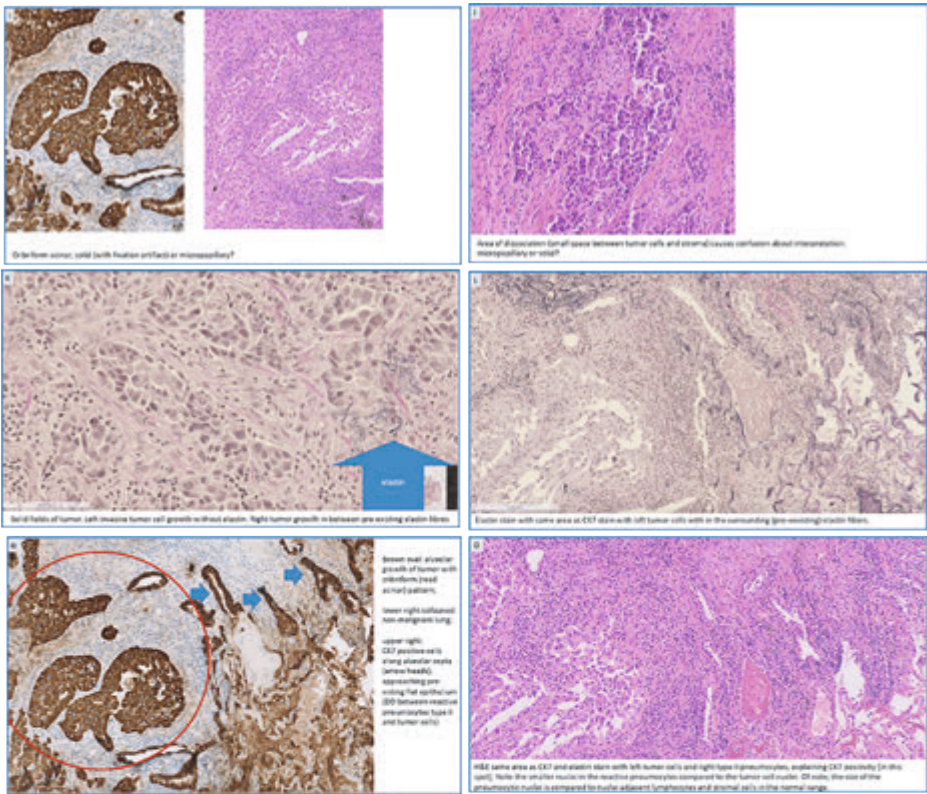 I
Cribriform acinar, solid (with fixation artifact) or micropapillary?
J
Area of dissociation (small space between tumor cells and stroma) causes confusion about interpretation:
micropapillary or solid?
K
elastin
Solid fields of tumor. Left invasive tumor cell growth without elastin. Right tumor growth in between pre existing elastin fibres
L
Elastin stain with same area as CK7 stain with left tumor cells with in the surrounding (pre-existing) elastin fibers.
Brown oval: alveolar
growth of tumor with
cribriform (read
acinar) pattern;
lower right collapsed
non-malignant lung;
upper right:
CK7 positive cells
along alveolar septa
(arrow heads),
approaching pre-
existing flat epithelium
(DD between reactive
pneumocytes type II
and tumor cells)
H&E same area as CK7 and elastin stain with left tumor cells and right type II pneumocytes, explaining CK7 positivity [in this
spot]. Note the smaller nuclei in the reactive pneumocytes compared to the tumor cell nuclei. Of note, the size of the
pneumocytic nuclei is compared to nuclei adjacent lymphocytes and stromal cells in the normal range.